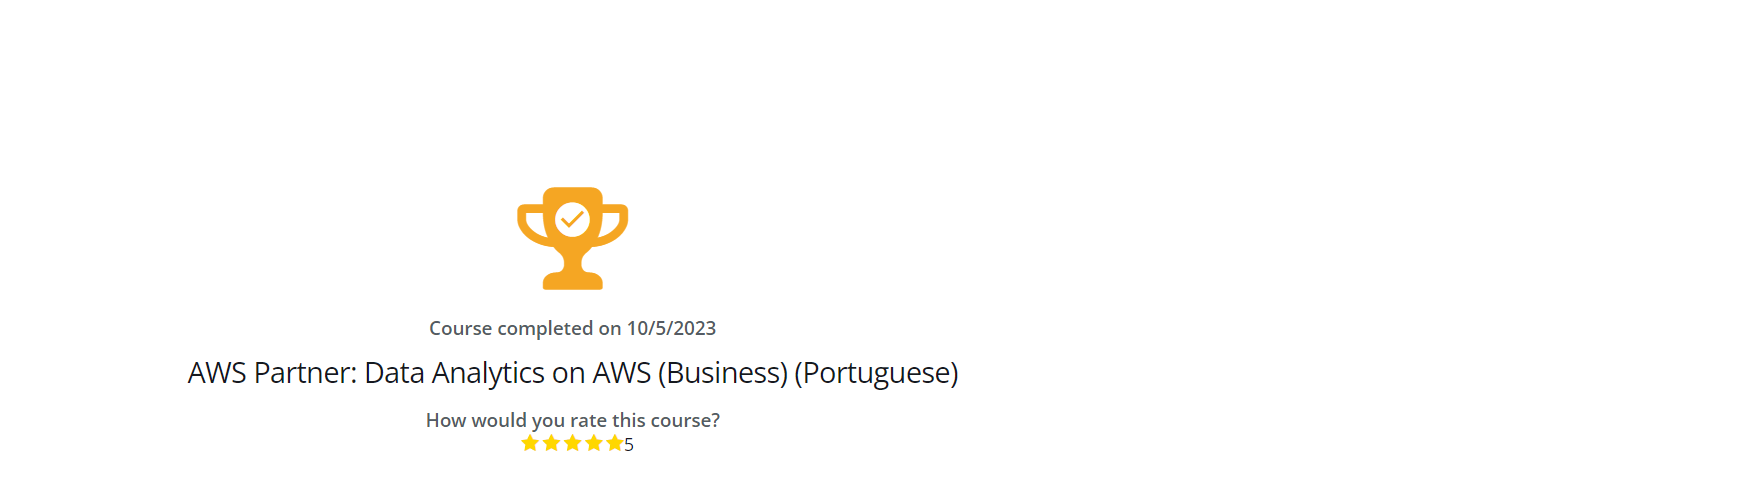 Course completed on 10/5/2023
AWS Partner: Data Analytics on AWS (Business) (Portuguese)
How would you rate this course?
5